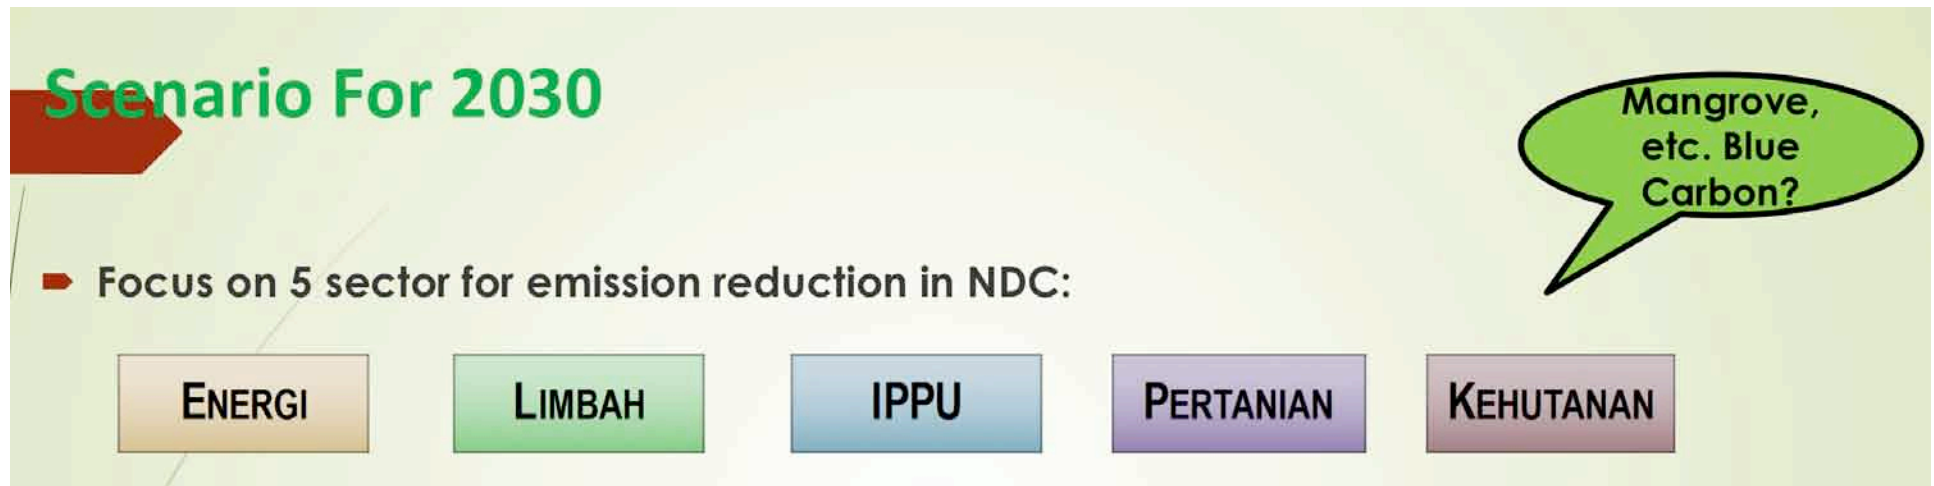 Scenario For 2030
Mangrove,
etc. Blue
Carbon?
Focus on 5 sector for emission reduction in NDC:
ENERGI
LIMBAH
IPPU
PERTANIAN
KEHUTANAN